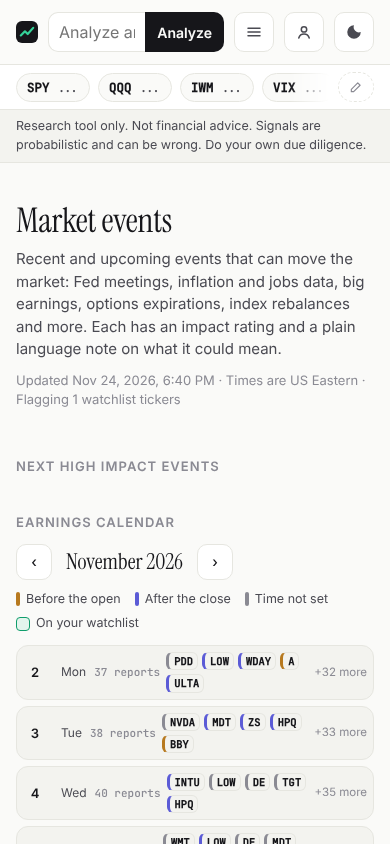 Analyze ar
Analyze
SPY ...
QQQ ...
IWM ...
VIX ...
Research tool only. Not financial advice. Signals are
probabilistic and can be wrong. Do your own due diligence.
Market events
Recent and upcoming events that can move the
market: Fed meetings, inflation and jobs data, big
earnings, options expirations, index rebalances
and more. Each has an impact rating and a plain
language note on what it could mean.
Updated Nov 24, 2026, 6:40 PM · Times are US Eastern ·
Flagging 1 watchlist tickers
NEXT HIGH IMPACT EVENTS
EARNINGS CALENDAR
‹ November 2026 ›
Before the open After the close Time not set
On your watchlist
2 Mon 37 reports PDD LOW WDAY A +32 more
ULTA
3 Tue 38 reports NVDA MDT ZS HPQ +33 more
BBY
4 Wed 40 reports INTU LOW DE TGT +35 more
HPQ
WMT LOW DE MDT